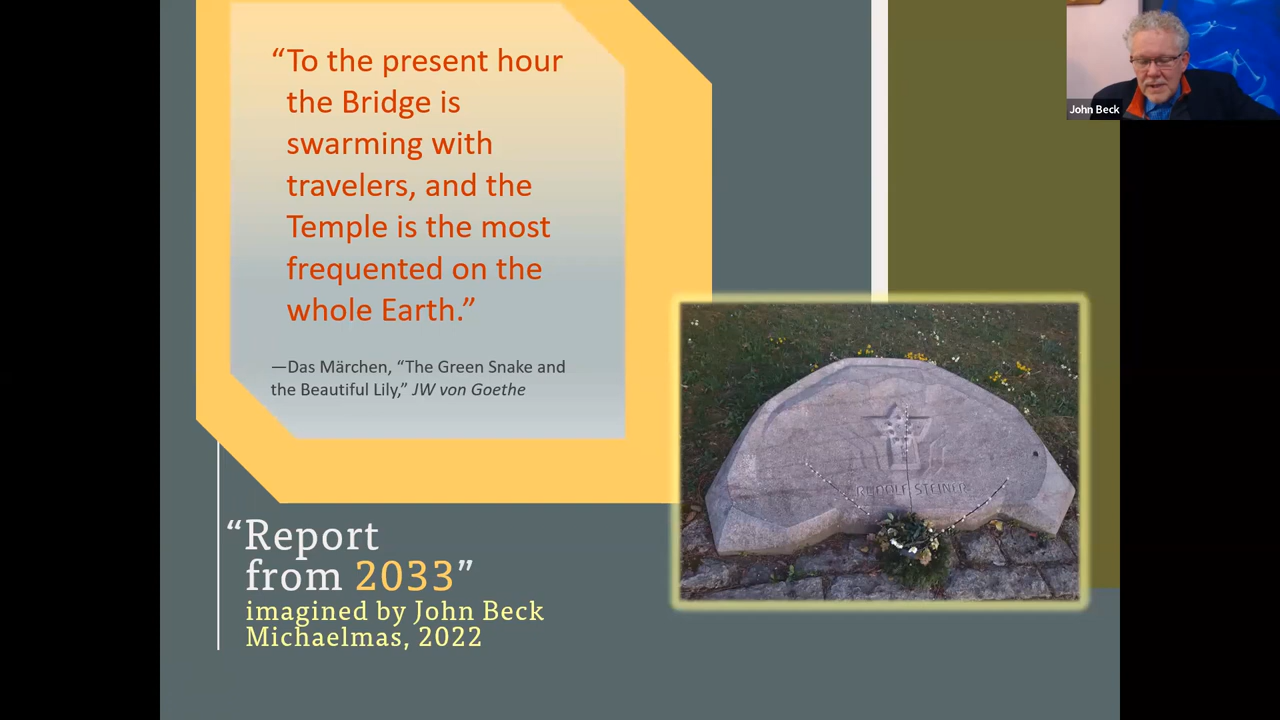 “To the present hour
the Bridge is
swarming with
travelers, and the
Temple is the most
frequented on the
whole Earth.”
—Das Märchen, “The Green Snake and
the Beautiful Lily,” JW von Goethe
“Report
from 2033”
imagined by John Beck
Michaelmas, 2022
RUDOLF STEINER
John Beck